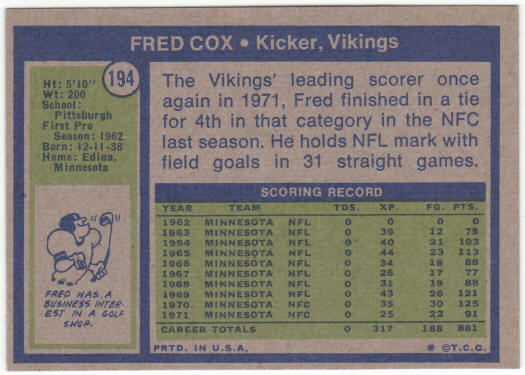 FRED COX • Kicker, Vikings
194
Ht: 5'10"
Wt: 200
School:
Pittsburgh
First Pro
Season: 1962
Born: 12-11-38
Home: Edina,
Minnesota
The Vikings' leading scorer once
again in 1971, Fred finished in a tie
for 4th in that category in the NFC
last season. He holds NFL mark with
field goals in 31 straight games.
FRED HAS A
BUSINESS INTER-
EST IN A GOLF
SHOP.
SCORING RECORD
YEAR TEAM TDS. XP. FG. PTS.
1962 MINNESOTA NFL 0 0 0 0
1963 MINNESOTA NFL 0 39 12 75
1964 MINNESOTA NFL 0 40 21 103
1965 MINNESOTA NFL 0 44 23 113
1966 MINNESOTA NFL 0 34 18 88
1967 MINNESOTA NFL 0 26 17 77
1968 MINNESOTA NFL 0 31 19 88
1969 MINNESOTA NFL 0 43 26 121
1970 MINNESOTA NFC 0 35 30 125
1971 MINNESOTA NFC 0 25 22 91
CAREER TOTALS 0 317 188 881
PRTD. IN U.S.A. * ©T.C.G.